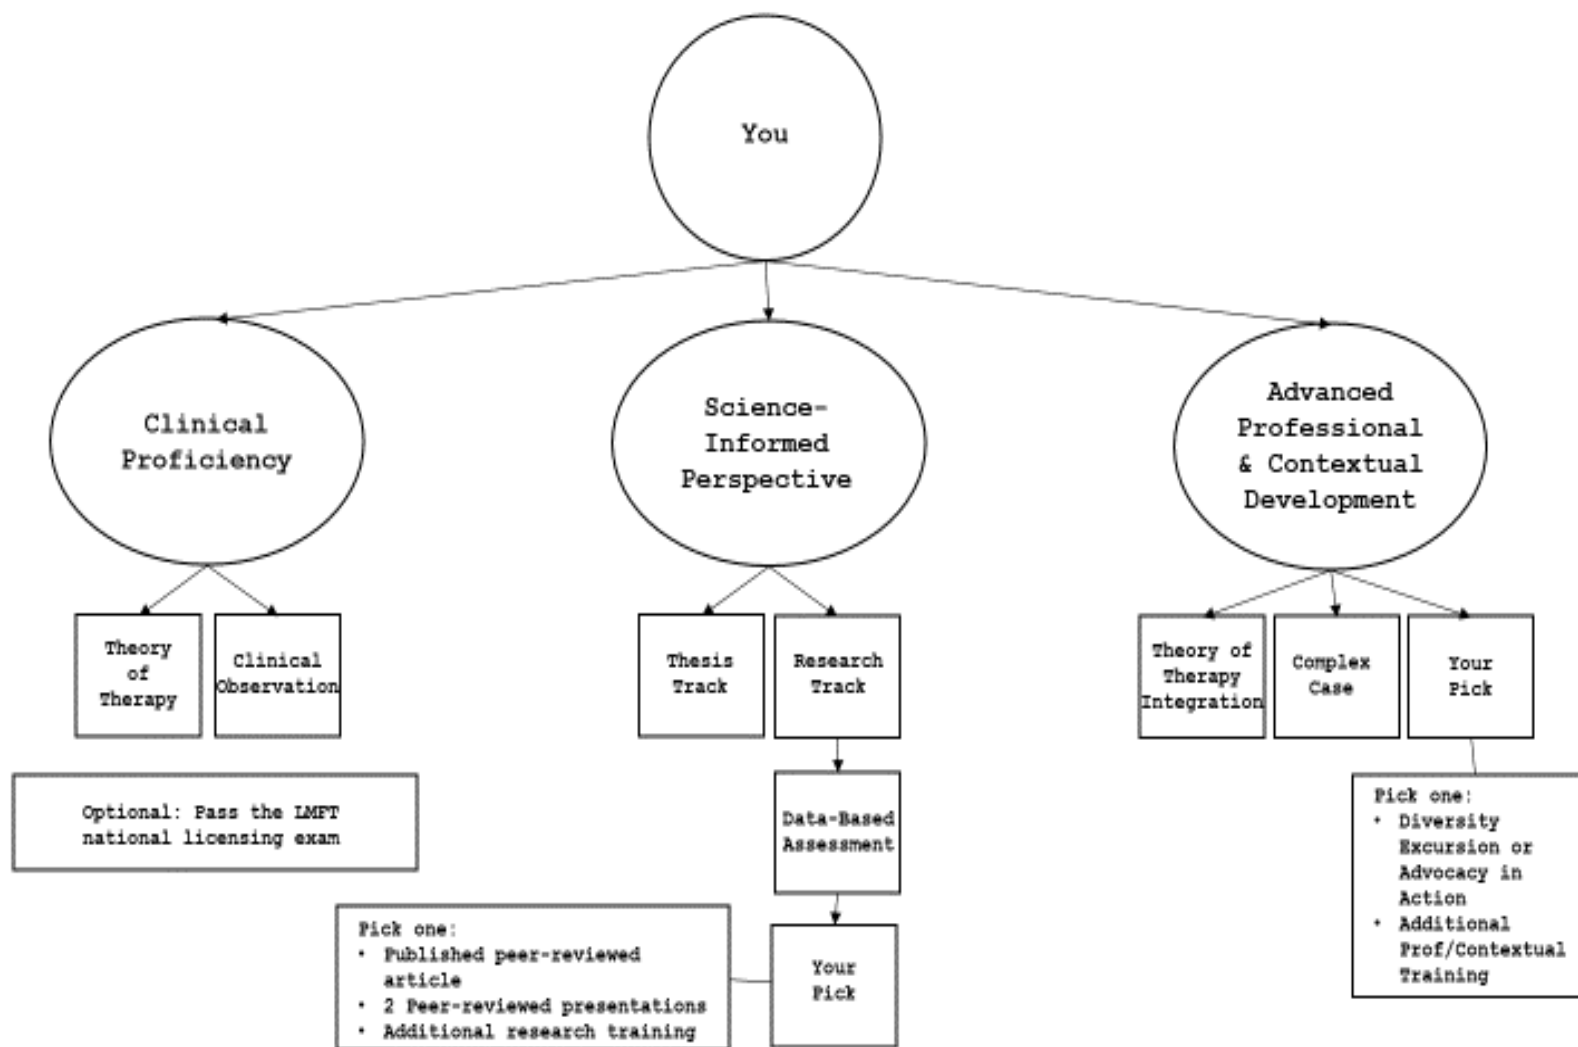 You
Clinical
Proficiency
Science-
Informed
Perspective
Advanced
Professional
& Contextual
Development
Theory
of
Therapy
Clinical
Observation
Thesis
Track
Research
Track
Theory of
Therapy
Integration
Complex
Case
Your
Pick
Optional: Pass the LMFT
national licensing exam
Data-Based
Assessment
Pick one:
• Diversity
Excursion or
Advocacy in
Action
• Additional
Prof/Contextual
Training
Pick one:
• Published peer-reviewed
article
• 2 Peer-reviewed presentations
• Additional research training
Your
Pick